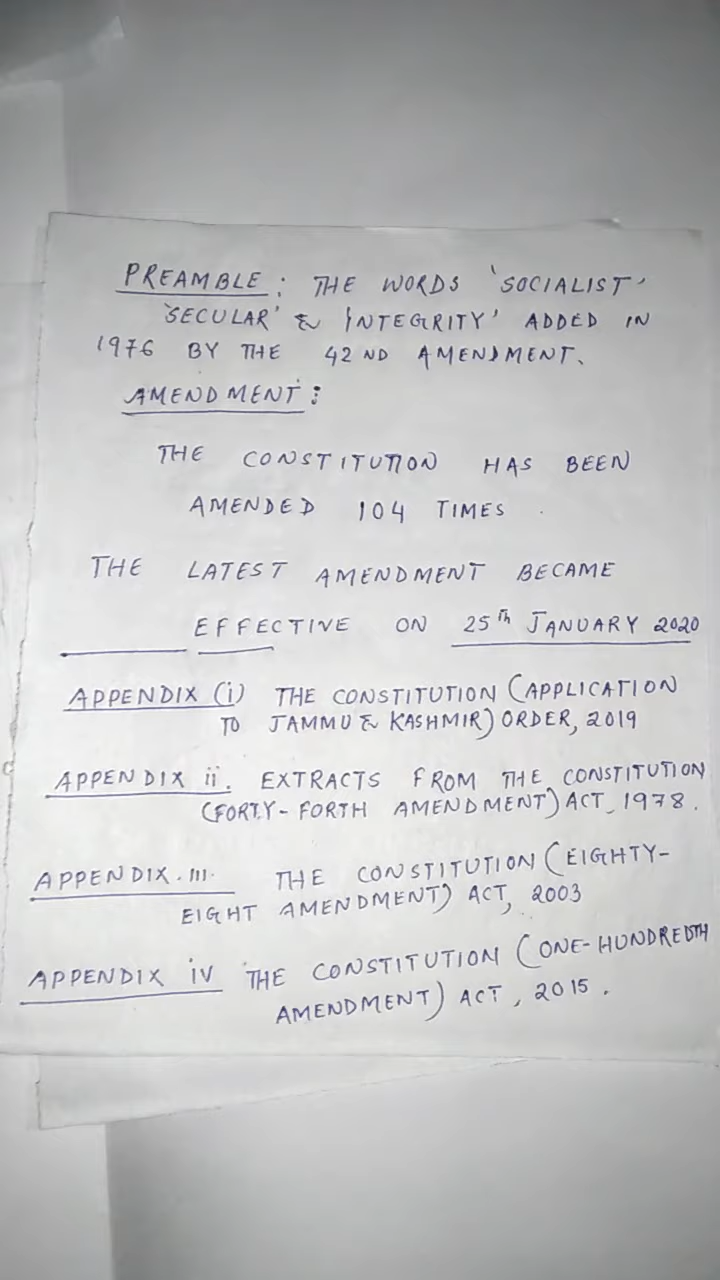 PREAMBLE: THE WORDS 'SOCIALIST'
'SECULAR' & 'INTEGRITY' ADDED IN
1976 BY THE 42ND AMENDMENT.
AMENDMENT:
THE CONSTITUTION HAS BEEN
AMENDED 104 TIMES.
THE LATEST AMENDMENT BECAME
EFFECTIVE ON 25th JANUARY 2020
APPENDIX (i) THE CONSTITUTION (APPLICATION
TO JAMMU & KASHMIR) ORDER, 2019
APPENDIX ii. EXTRACTS FROM THE CONSTITUTION
(FORTY-FORTH AMENDMENT) ACT, 1978.
APPENDIX.III. THE CONSTITUTION (EIGHTY-
EIGHT AMENDMENT) ACT, 2003
APPENDIX iv THE CONSTITUTION (ONE-HUNDREDTH
AMENDMENT) ACT, 2015.